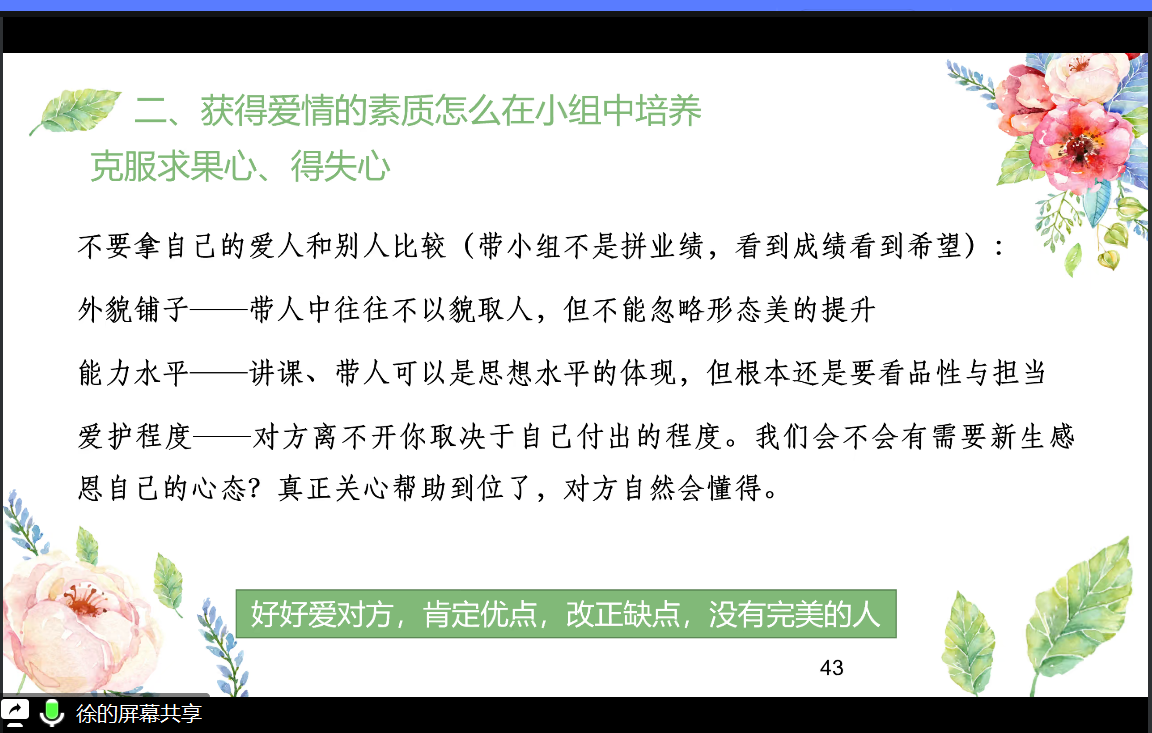 二、获得爱情的素质怎么在小组中培养
克服求果心、得失心
不要拿自己的爱人和别人比较（带小组不是拼业绩，看到成绩看到希望）：
外貌铺子——带人中往往不以貌取人，但不能忽略形态美的提升
能力水平——讲课、带人可以是思想水平的体现，但根本还是要看品性与担当
爱护程度——对方离不开你取决于自己付出的程度。我们会不会有需要新生感
恩自己的心态？真正关心帮助到位了，对方自然会懂得。
好好爱对方，肯定优点，改正缺点，没有完美的人
43
徐的屏幕共享